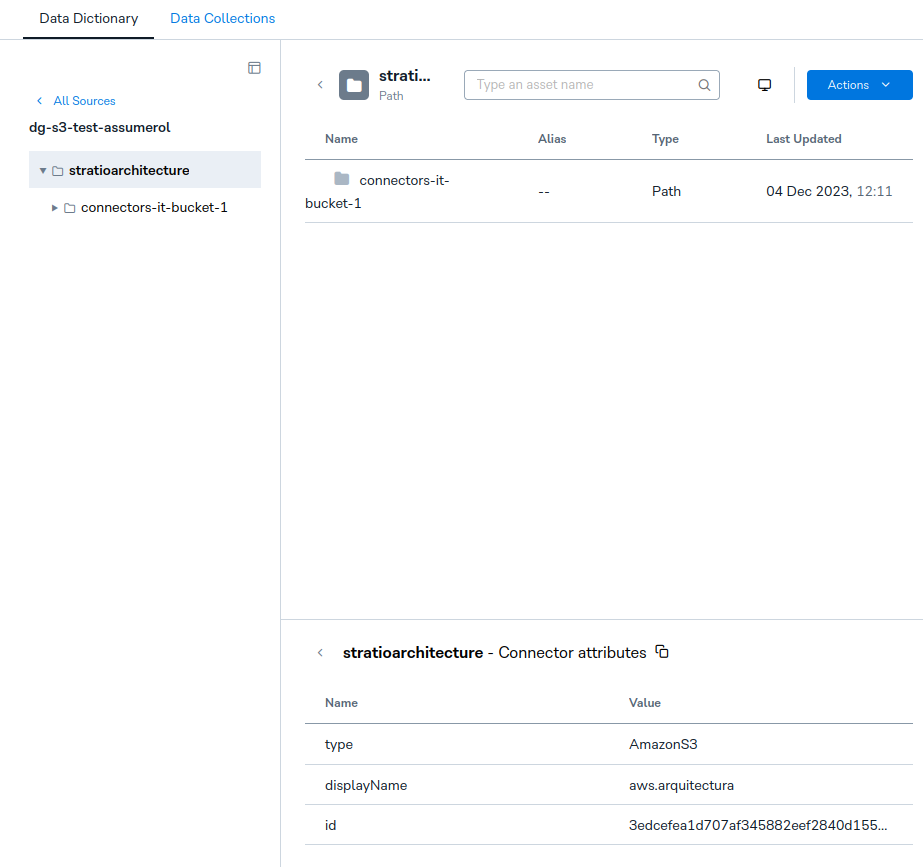 Data Dictionary
Data Collections
All Sources
dg-s3-test-assumerol
stratioarchitecture
connectors-it-bucket-1
strati...
Path
Type an asset name
Actions
Name Alias Type Last Updated
connectors-it-
bucket-1
-- Path 04 Dec 2023, 12:11
stratioarchitecture - Connector attributes
Name Value
type AmazonS3
displayName aws.arquitectura
id 3edcefea1d707af345882eef2840d155...